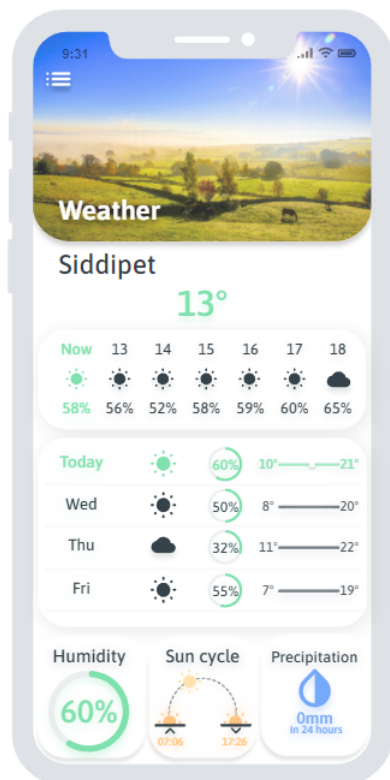 9:31
Weather
Siddipet
13°
Now 13 14 15 16 17 18
58% 56% 52% 58% 59% 60% 65%
Today 60% 10° 21°
Wed 50% 8° 20°
Thu 32% 11° 22°
Fri 55% 7° 19°
Humidity Sun cycle Precipitation
60%
07:06 17:26
0mm
in 24 hours